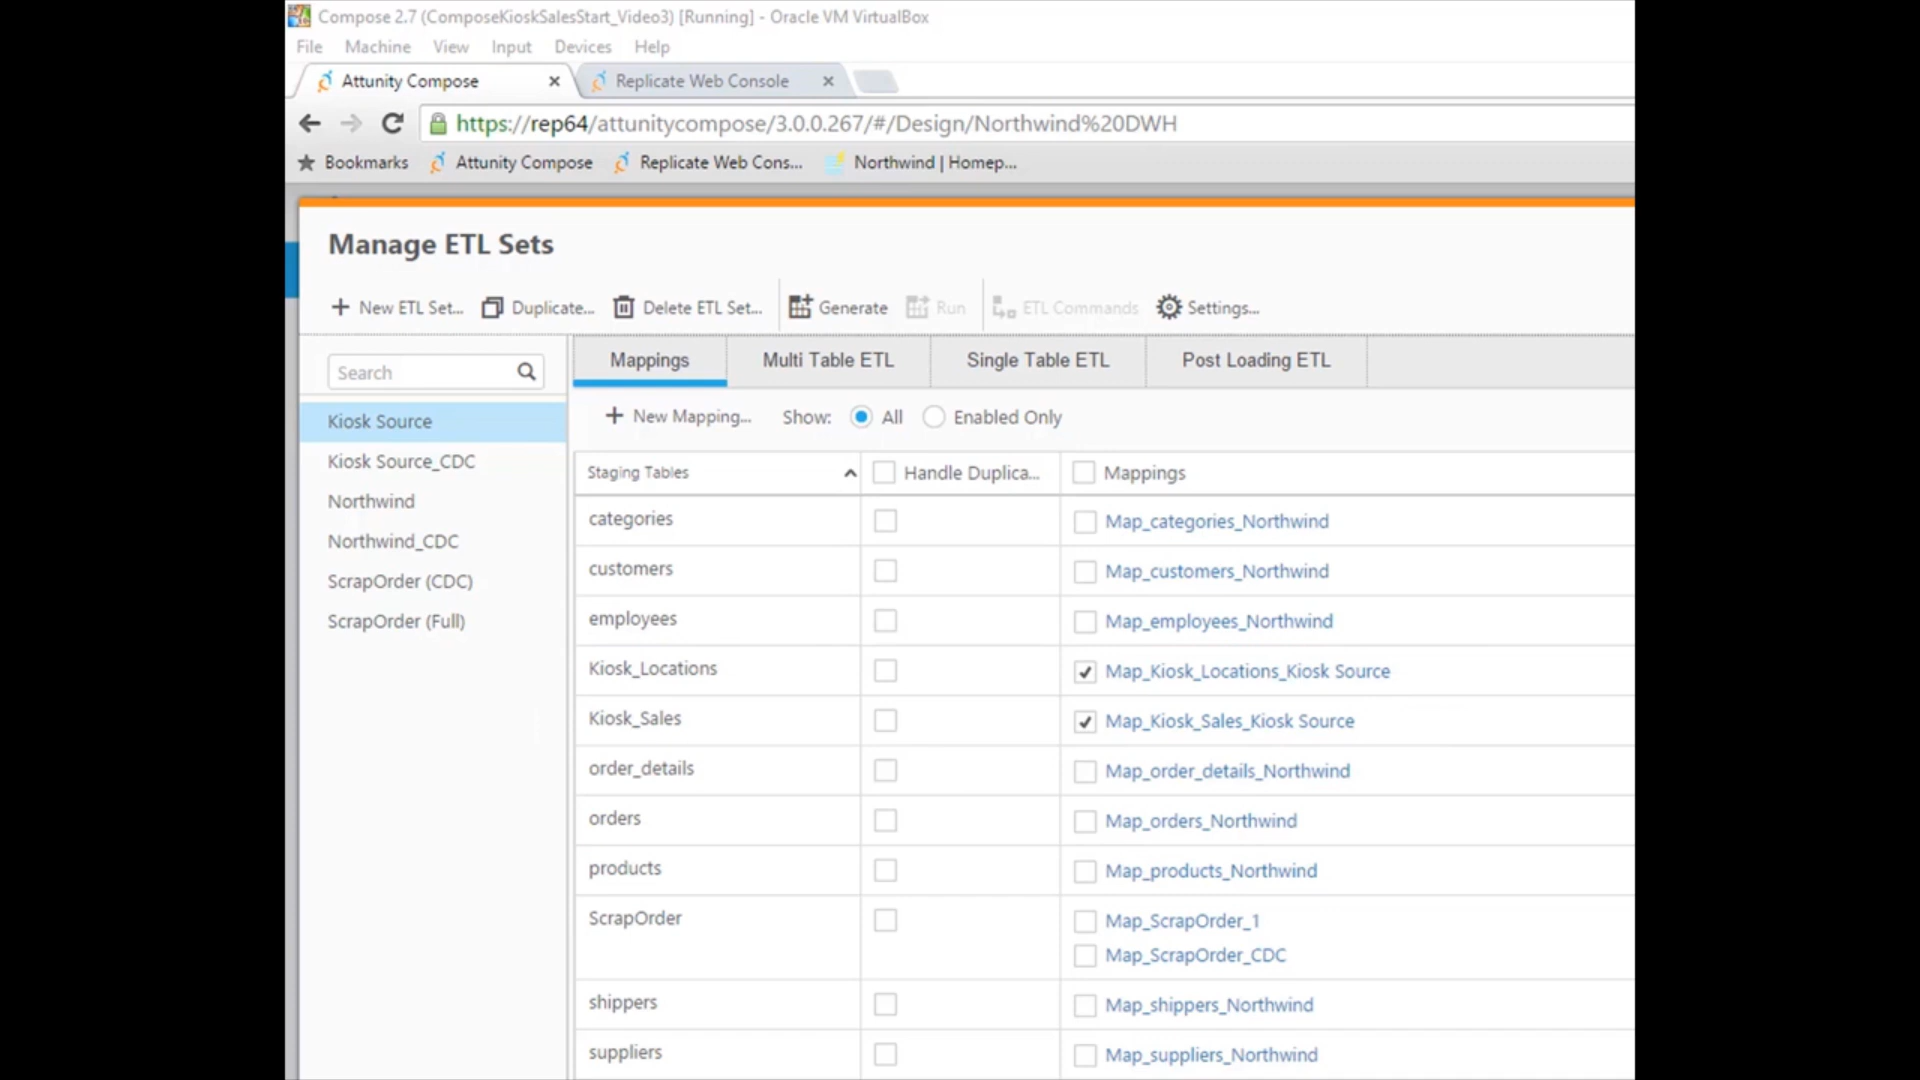 Compose 2.7 (ComposeKioskSalesStart_Video3) [Running] - Oracle VM VirtualBox
File Machine View Input Devices Help
Attunity Compose Replicate Web Console
https://rep64/attunitycompose/3.0.0.267/#/Design/Northwind%20DWH
Bookmarks Attunity Compose Replicate Web Cons... Northwind | Homep...
Manage ETL Sets
New ETL Set... Duplicate... Delete ETL Set... Generate Run ETL Commands Settings...
Search
Kiosk Source
Kiosk Source_CDC
Northwind
Northwind_CDC
ScrapOrder (CDC)
ScrapOrder (Full)
Mappings Multi Table ETL Single Table ETL Post Loading ETL
New Mapping... Show: All Enabled Only
Staging Tables Handle Duplica... Mappings
categories Map_categories_Northwind
customers Map_customers_Northwind
employees Map_employees_Northwind
Kiosk_Locations Map_Kiosk_Locations_Kiosk Source
Kiosk_Sales Map_Kiosk_Sales_Kiosk Source
order_details Map_order_details_Northwind
orders Map_orders_Northwind
products Map_products_Northwind
ScrapOrder Map_ScrapOrder_1
Map_ScrapOrder_CDC
shippers Map_shippers_Northwind
suppliers Map_suppliers_Northwind